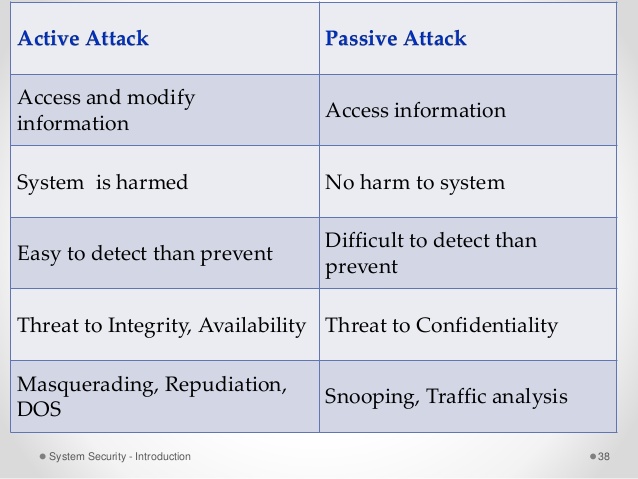 Active Attack
Passive Attack
Access and modify
information
Access information
System is harmed
No harm to system
Easy to detect than prevent
Difficult to detect than
prevent
Threat to Integrity, Availability
Threat to Confidentiality
Masquerading, Repudiation,
DOS
Snooping, Traffic analysis
System Security - Introduction
38